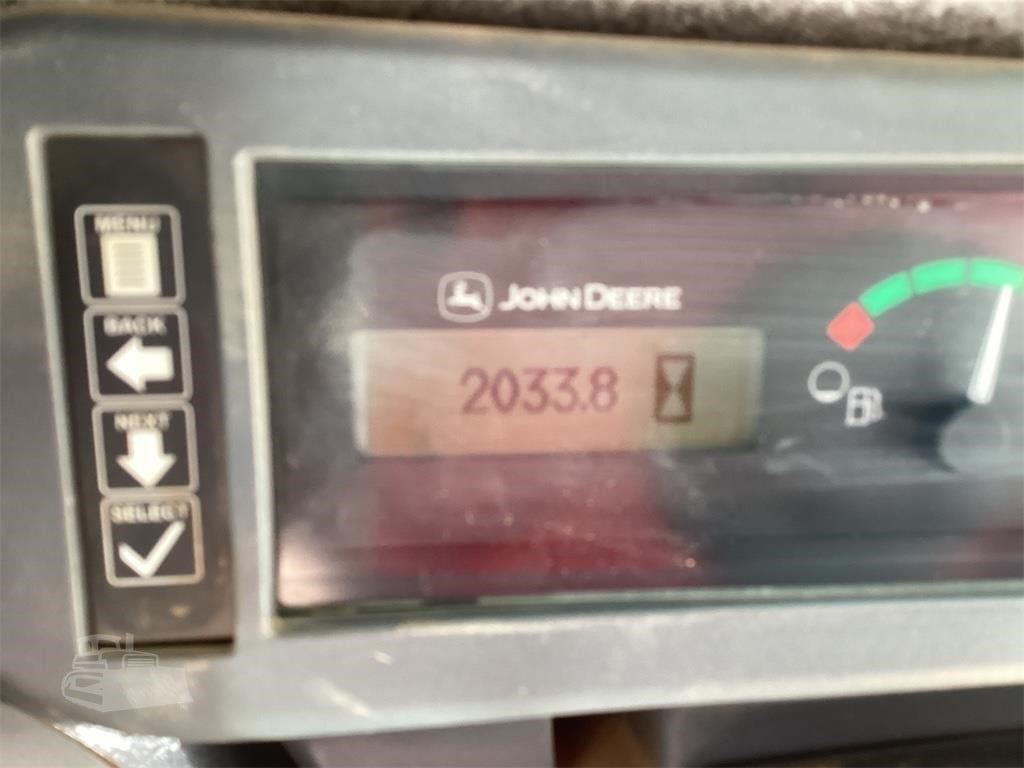 MENU
BACK
NEXT
SELECT
JOHN DEERE
2033.8